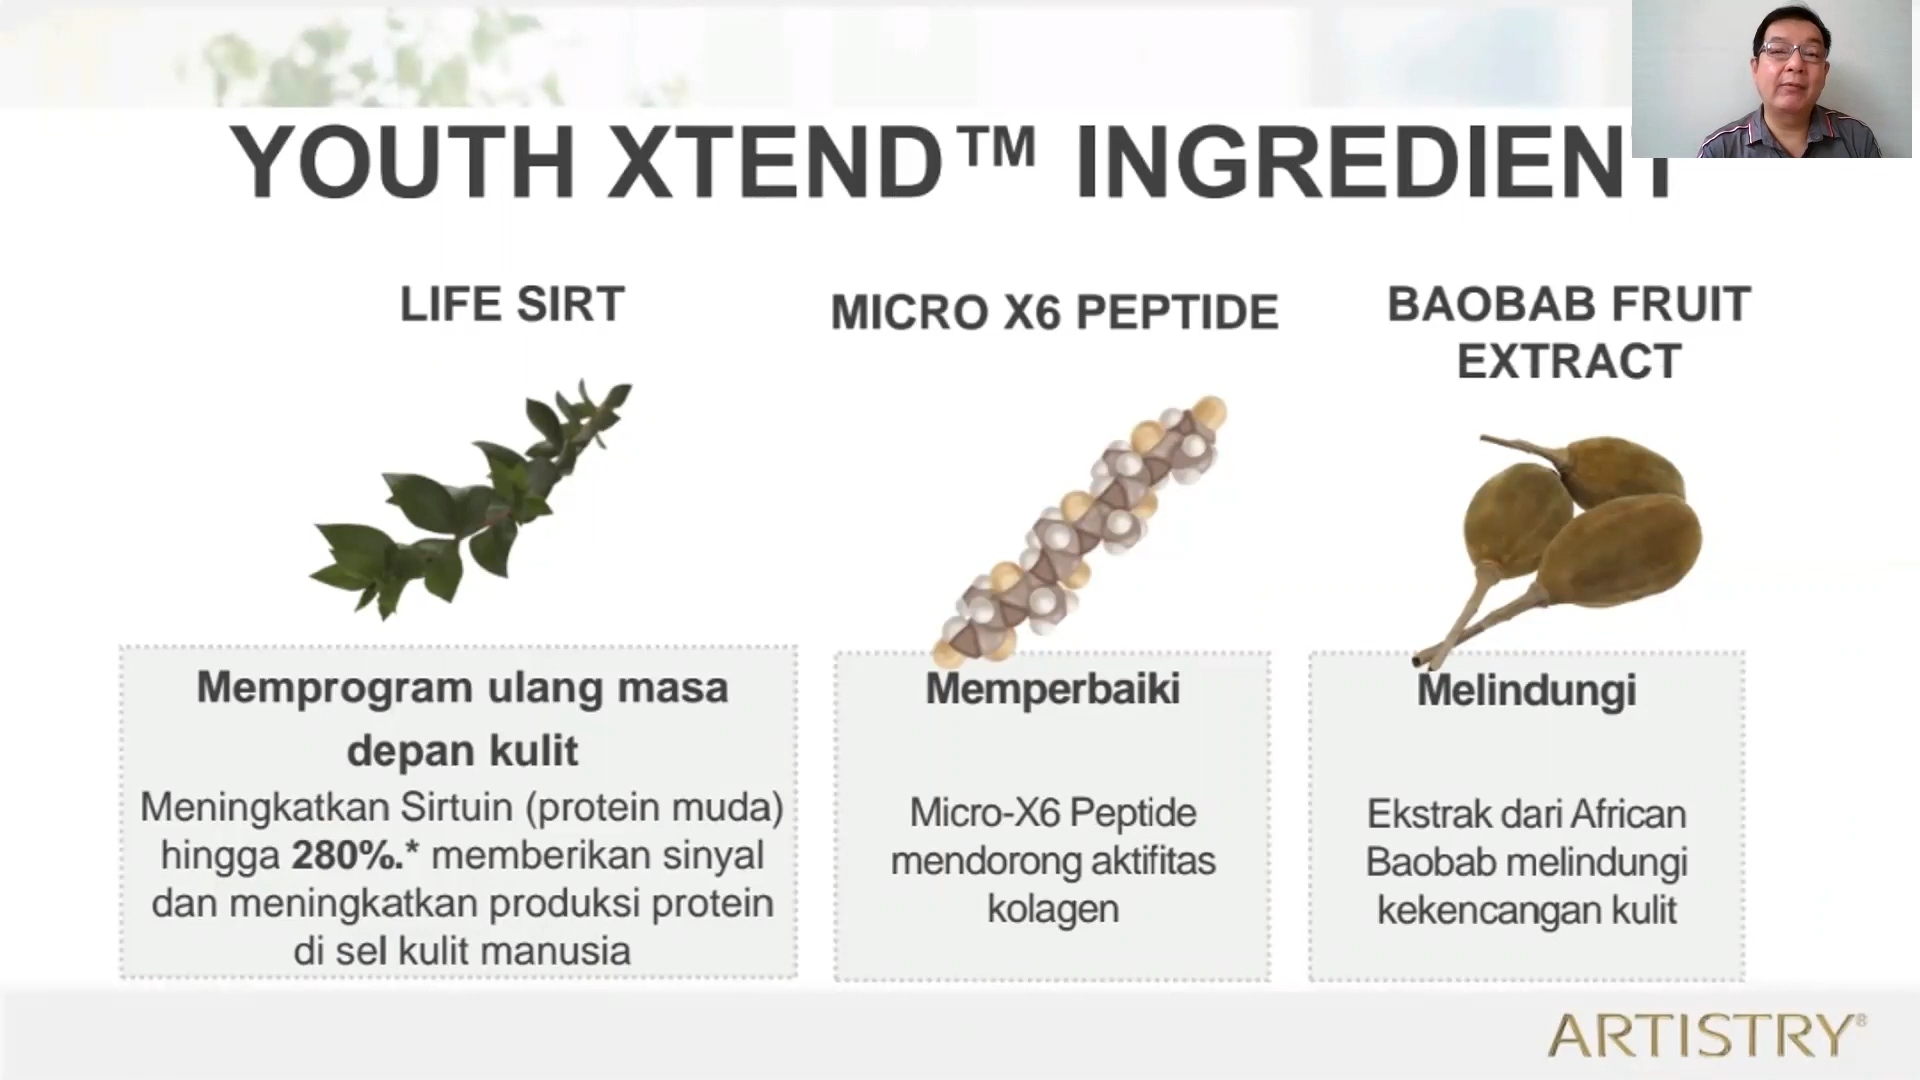 YOUTH XTEND™ INGREDIENT
LIFE SIRT
Memprogram ulang masa
depan kulit
Meningkatkan Sirtuin (protein muda)
hingga 280%.* memberikan sinyal
dan meningkatkan produksi protein
di sel kulit manusia
MICRO X6 PEPTIDE
Memperbaiki
Micro-X6 Peptide
mendorong aktifitas
kolagen
BAOBAB FRUIT
EXTRACT
Melindungi
Ekstrak dari African
Baobab melindungi
kekencangan kulit
ARTISTRY®